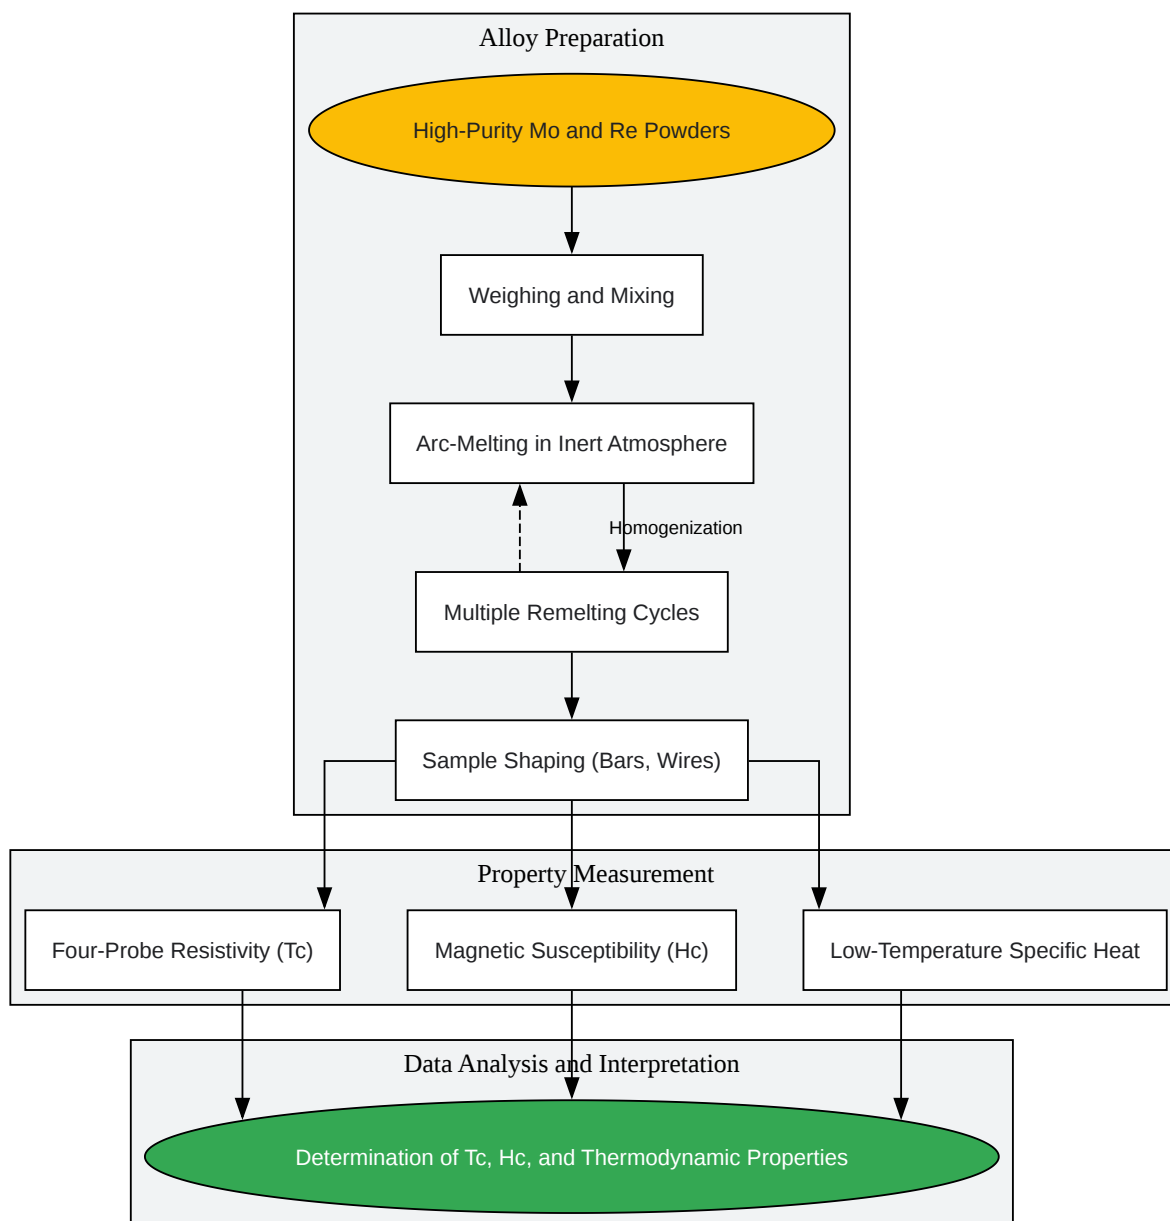 Alloy Preparation
High-Purity Mo and Re Powders
Weighing and Mixing
Arc-Melting in Inert Atmosphere
Homogenization
Multiple Remelting Cycles
Sample Shaping (Bars, Wires)
Property Measurement
Four-Probe Resistivity (Tc)
Magnetic Susceptibility (Hc)
Low-Temperature Specific Heat
Data Analysis and Interpretation
Determination of Tc, Hc, and Thermodynamic Properties